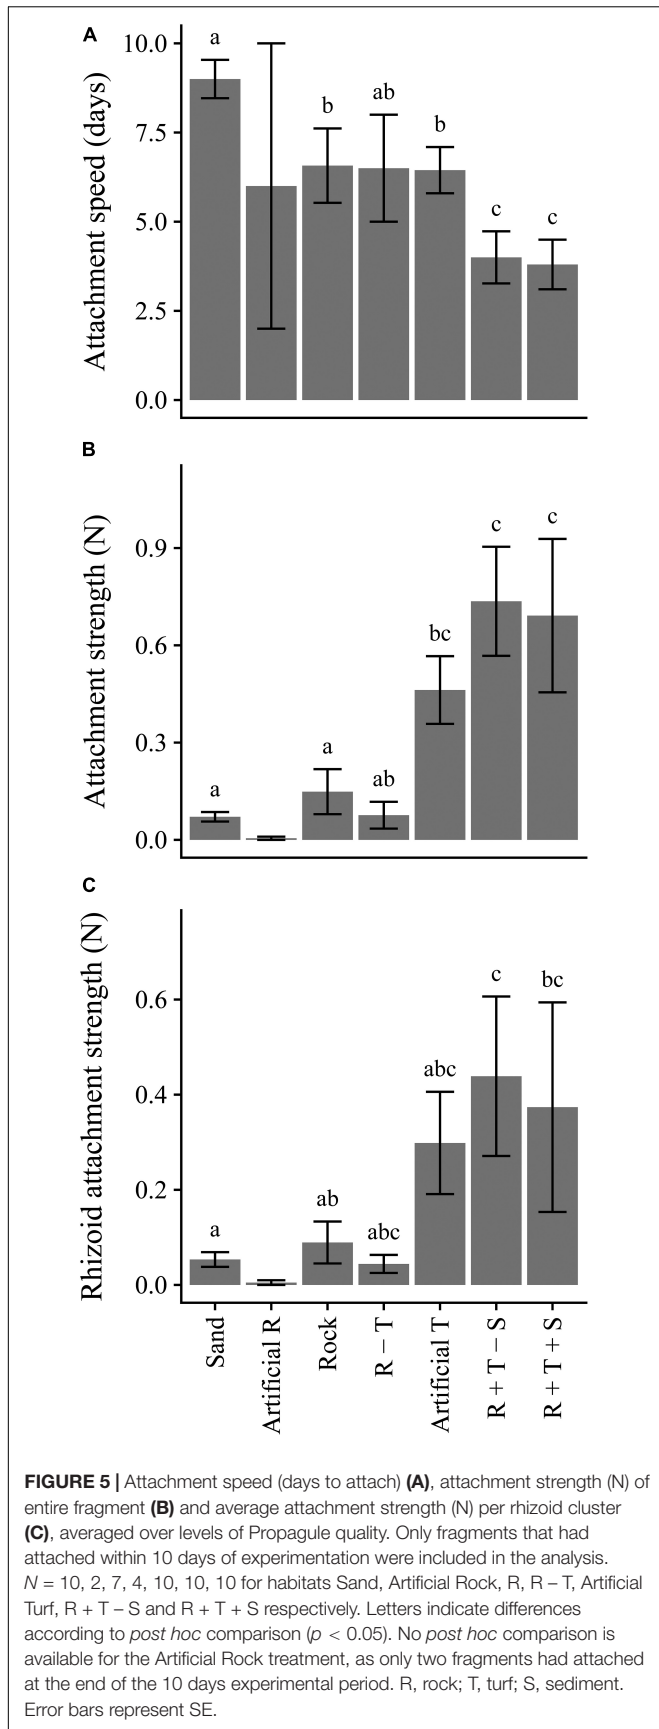 A
Attachment speed (days)
10.0
7.5
5.0
2.5
0.0
a
b
ab
b
c
c
B
Attachment strength (N)
0.9
0.6
0.3
0.0
a
a
ab
bc
c
c
C
Rhizoid attachment strength (N)
0.6
0.4
0.2
0.0
a
ab
abc
abc
c
bc
Sand
Artificial R
Rock
R − T
Artificial T
R + T − S
R + T + S
FIGURE 5 | Attachment speed (days to attach) (A), attachment strength (N) of
entire fragment (B) and average attachment strength (N) per rhizoid cluster
(C), averaged over levels of Propagule quality. Only fragments that had
attached within 10 days of experimentation were included in the analysis.
N = 10, 2, 7, 4, 10, 10, 10 for habitats Sand, Artificial Rock, R, R – T, Artificial
Turf, R + T – S and R + T + S respectively. Letters indicate differences
according to post hoc comparison (p < 0.05). No post hoc comparison is
available for the Artificial Rock treatment, as only two fragments had attached
at the end of the 10 days experimental period. R, rock; T, turf; S, sediment.
Error bars represent SE.